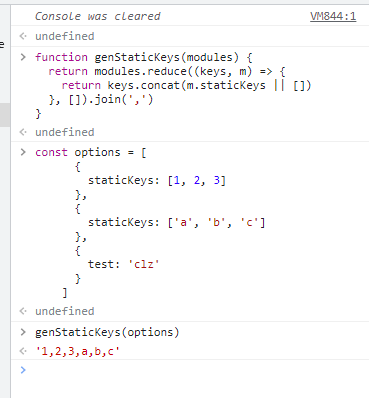 Console was cleared VM844:1
undefined
e
function genStaticKeys(modules) {
return modules.reduce((keys, m) => {
return keys.concat(m.staticKeys || [])
}, []).join(',')
}
undefined
const options = [
{
staticKeys: [1, 2, 3]
},
{
staticKeys: ['a', 'b', 'c']
},
{
test: 'clz'
}
]
undefined
genStaticKeys(options)
'1,2,3,a,b,c'